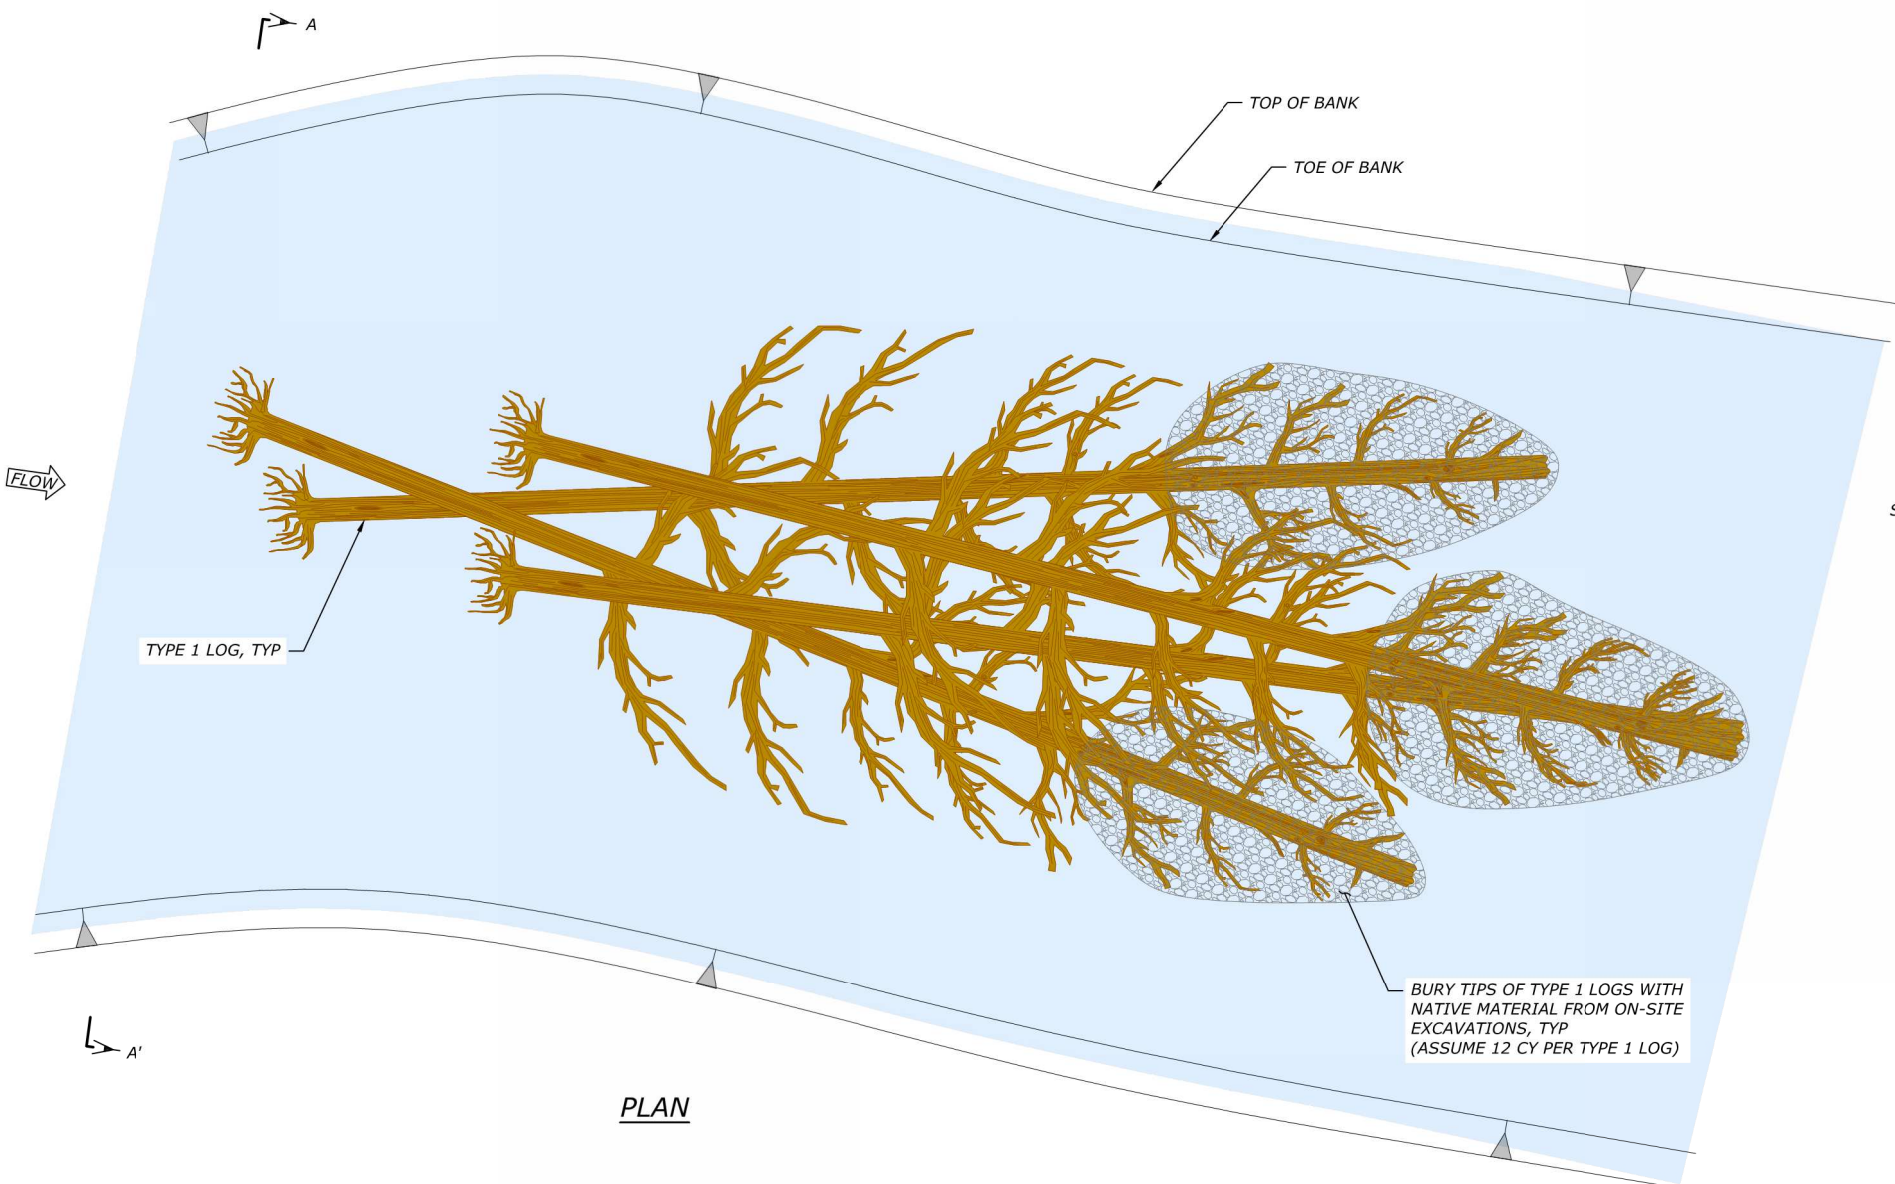 A
TOP OF BANK
TOE OF BANK
FLOW
TYPE 1 LOG, TYP
S
BURY TIPS OF TYPE 1 LOGS WITH
NATIVE MATERIAL FROM ON-SITE
EXCAVATIONS, TYP
(ASSUME 12 CY PER TYPE 1 LOG)
A'
PLAN